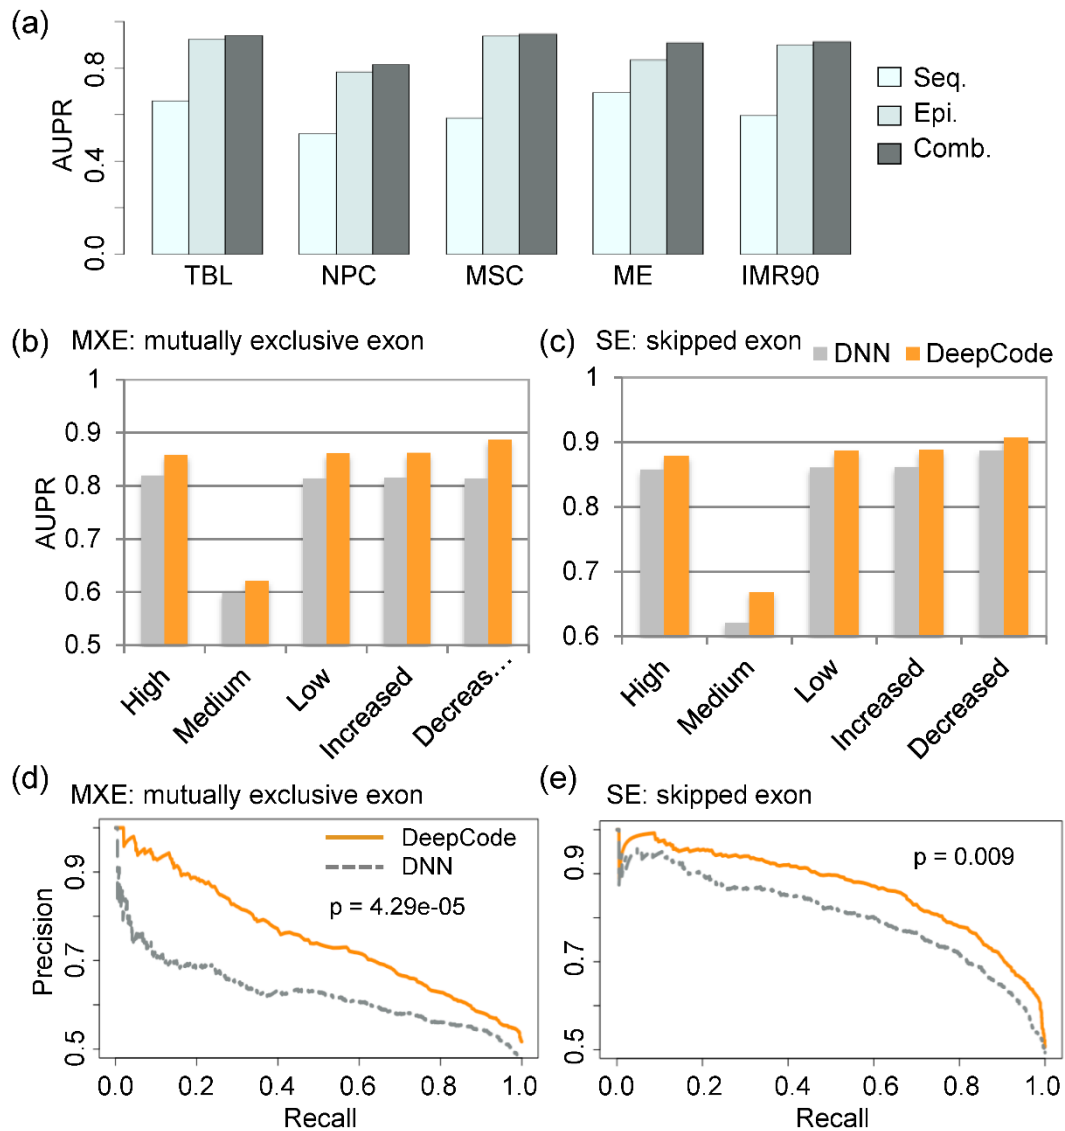 (a)
AUPR
0.8
0.4
0.0
Seq.
Epi.
Comb.
TBL NPC MSC ME IMR90
(b) MXE: mutually exclusive exon
AUPR
1
0.9
0.8
0.7
0.6
0.5
High Medium Low Increased Decreas...
(c) SE: skipped exon
DNN DeepCode
1
0.9
0.8
0.7
0.6
High Medium Low Increased Decreased
(d) MXE: mutually exclusive exon
Precision
0.9
0.7
0.5
DeepCode
DNN
p = 4.29e-05
0.0 0.2 0.4 0.6 0.8 1.0
Recall
(e) SE: skipped exon
0.9
0.7
0.5
p = 0.009
0.0 0.2 0.4 0.6 0.8 1.0
Recall